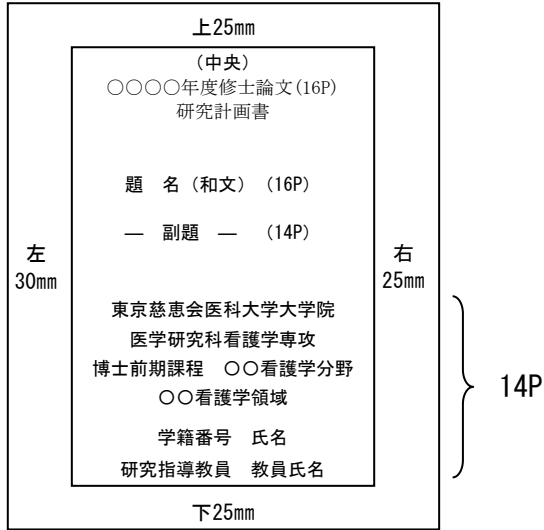 上25mm
（中央）
○○○○年度修士論文(16P)
研究計画書
題　名（和文）（16P）
―　副題　―　（14P）
左
30mm
右
25mm
東京慈恵会医科大学大学院
医学研究科看護学専攻
博士前期課程　○○看護学分野
○○看護学領域
学籍番号　氏名
研究指導教員　教員氏名
14P
下25mm